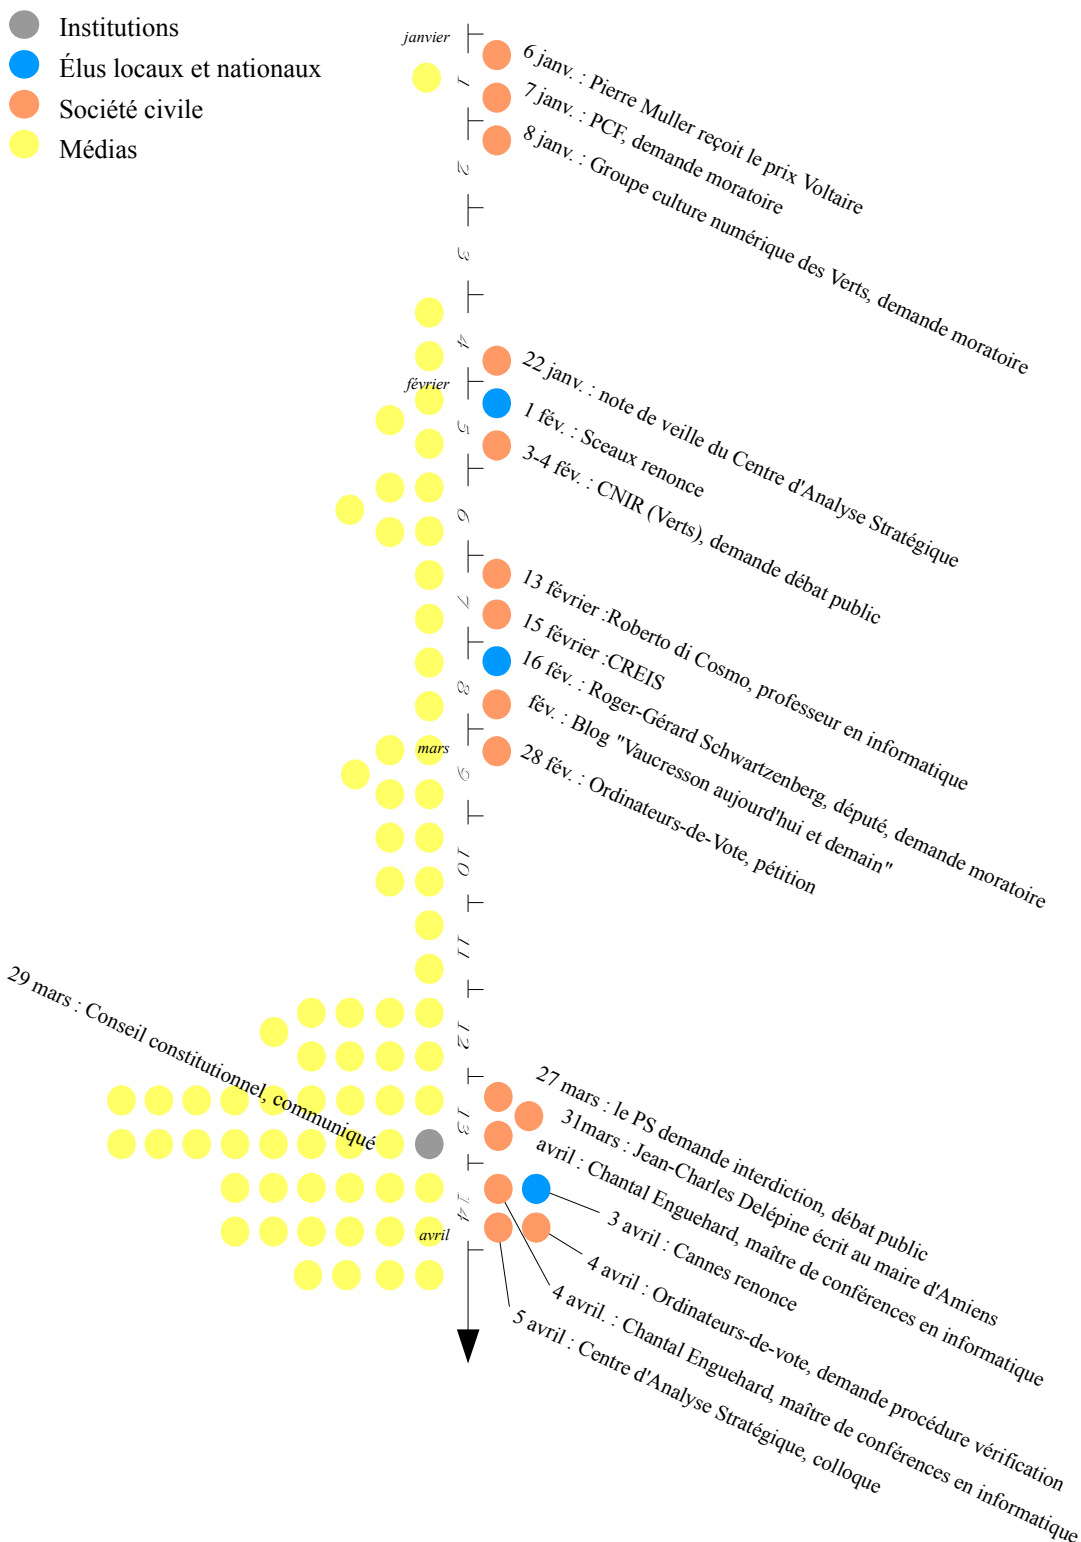 Institutions
Élus locaux et nationaux
Société civile
Médias
janvier
1
6 janv. : Pierre Muller reçoit le prix Voltaire
7 janv. : PCF, demande moratoire
8 janv. : Groupe culture numérique des Verts, demande moratoire
2
3
4
22 janv. : note de veille du Centre d'Analyse Stratégique
février
1 fév. : Sceaux renonce
5
3-4 fév. : CNIR (Verts), demande débat public
6
13 février :Roberto di Cosmo, professeur en informatique
7
15 février :CREIS
16 fév. : Roger-Gérard Schwartzenberg, député, demande moratoire
8
fév. : Blog "Vaucresson aujourd'hui et demain"
mars
28 fév. : Ordinateurs-de-Vote, pétition
9
10
11
29 mars : Conseil constitutionnel, communiqué
12
27 mars : le PS demande interdiction, débat public
13
31mars : Jean-Charles Delépine écrit au maire d'Amiens
avril : Chantal Enguehard, maître de conférences en informatique
14
avril
3 avril : Cannes renonce
4 avril : Ordinateurs-de-vote, demande procédure vérification
4 avril. : Chantal Enguehard, maître de conférences en informatique
5 avril : Centre d'Analyse Stratégique, colloque